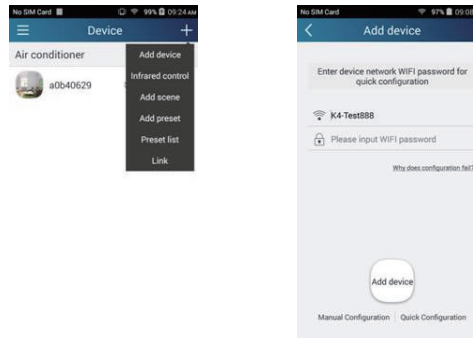 No SIM Card 99% 09:24 AM
Device
Air conditioner
a0b40629
Add device
Infrared control
Add scene
Add preset
Preset list
Link
No SIM Card 97% 09:08
Add device
Enter device network WIFI password for
quick configuration
K4-Test888
Please input WIFI password
Why does configuration fail?
Add device
Manual Configuration Quick Configuration